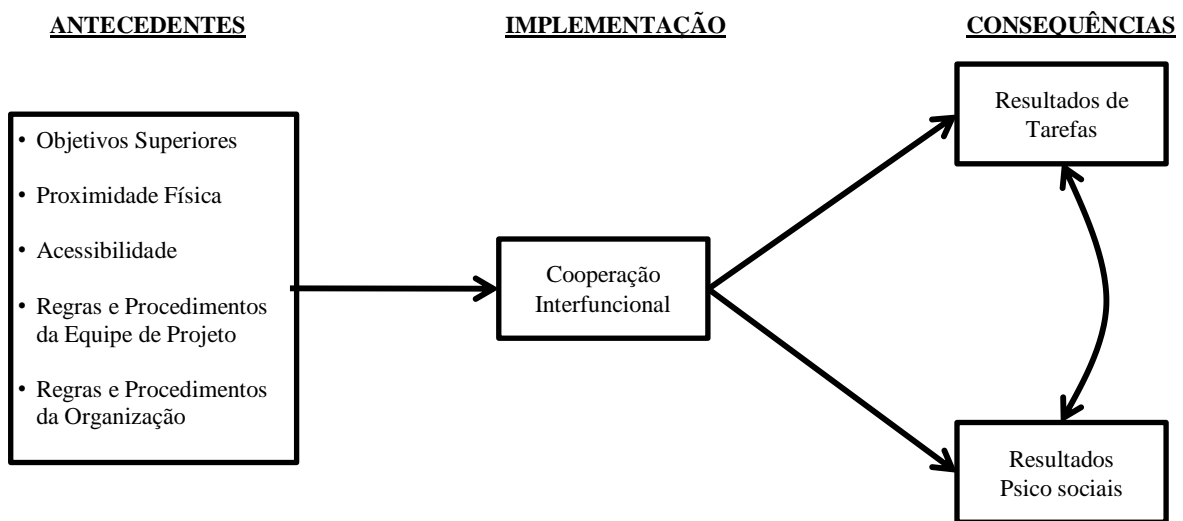 ANTECEDENTES
IMPLEMENTAÇÃO
CONSEQUÊNCIAS
• Objetivos Superiores
• Proximidade Física
• Acessibilidade
• Regras e Procedimentos
da Equipe de Projeto
• Regras e Procedimentos
da Organização
Cooperação
Interfuncional
Resultados de
Tarefas
Resultados
Psico sociais